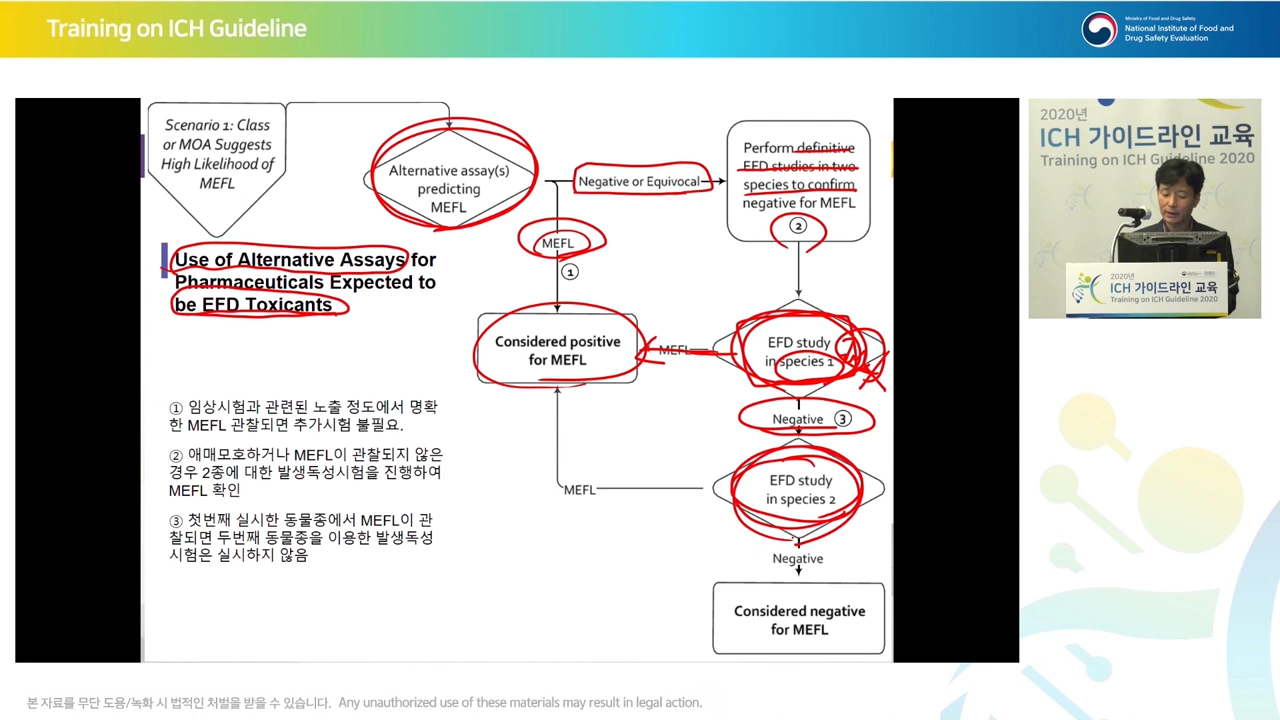 Training on ICH Guideline
Ministry of Food and Drug Safety
National Institute of Food and
Drug Safety Evaluation
Scenario 1: Class
or MOA Suggests
High Likelihood of
MEFL
Alternative assay(s)
predicting
MEFL
Negative or Equivocal
Perform definitive
EFD studies in two
species to confirm
negative for MEFL
②
MEFL
①
Use of Alternative Assays for
Pharmaceuticals Expected to
be EFD Toxicants
Considered positive
for MEFL
MEFL
EFD study
in species 1
Negative ③
EFD study
in species 2
MEFL
Negative
Considered negative
for MEFL
① 임상시험과 관련된 노출 정도에서 명확
한 MEFL 관찰되면 추가시험 불필요.
② 애매모호하거나 MEFL이 관찰되지 않은
경우 2종에 대한 발생독성시험을 진행하여
MEFL 확인
③ 첫번째 실시한 동물종에서 MEFL이 관
찰되면 두번째 동물종을 이용한 발생독성
시험은 실시하지 않음
2020년
ICH 가이드라인 교육
Training on ICH Guideline 2020
2020년
ICH 가이드라인 교육
Training on ICH Guideline 2020
본 자료를 무단 도용/녹화 시 법적인 처벌을 받을 수 있습니다. Any unauthorized use of these materials may result in legal action.